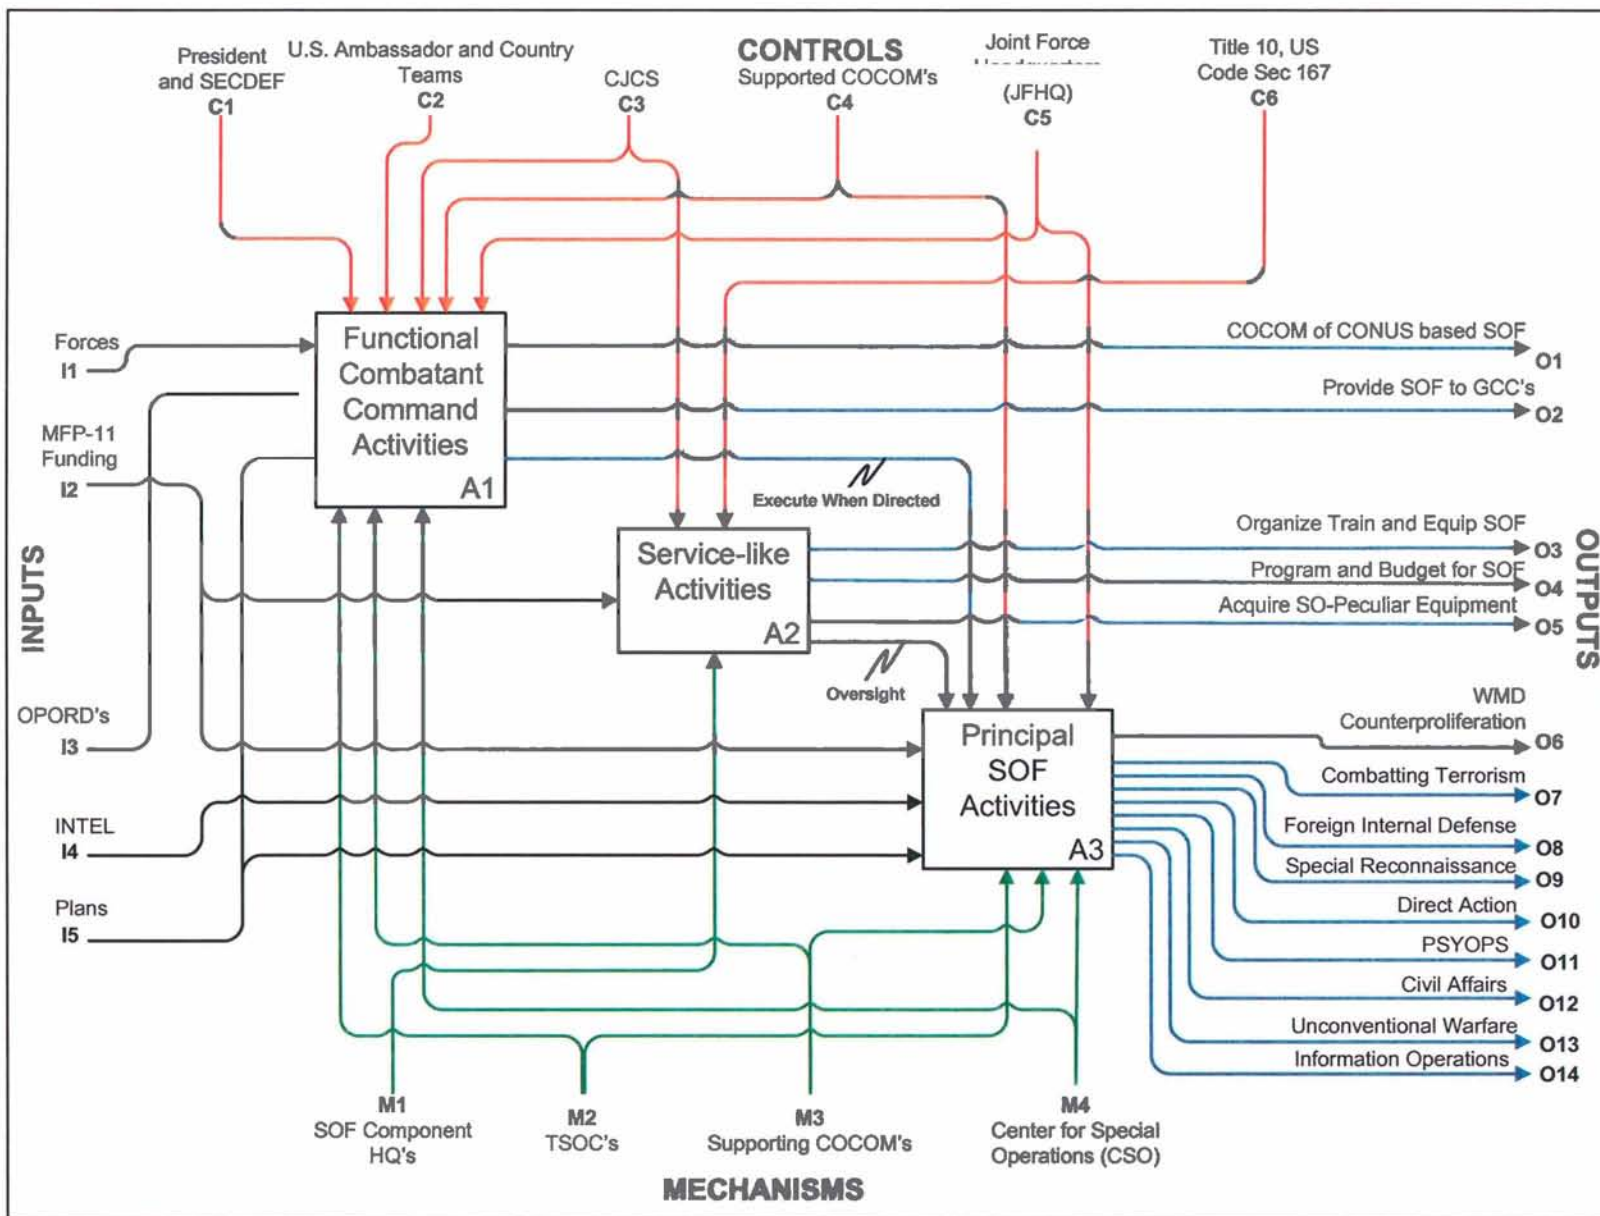 CONTROLS
President
and SECDEF
C1
U.S. Ambassador and Country
Teams
C2
CJCS
C3
Supported COCOM's
C4
Joint Force
(JFHQ)
C5
Title 10, US
Code Sec 167
C6
INPUTS
Forces
I1
MFP-11
Funding
I2
OPORD's
I3
INTEL
I4
Plans
I5
Functional
Combatant
Command
Activities
A1
Execute When Directed
Service-like
Activities
A2
Oversight
Principal
SOF
Activities
A3
OUTPUTS
COCOM of CONUS based SOF
O1
Provide SOF to GCC's
O2
Organize Train and Equip SOF
O3
Program and Budget for SOF
O4
Acquire SO-Peculiar Equipment
O5
WMD
Counterproliferation
O6
Combatting Terrorism
O7
Foreign Internal Defense
O8
Special Reconnaissance
O9
Direct Action
O10
PSYOPS
O11
Civil Affairs
O12
Unconventional Warfare
O13
Information Operations
O14
M1
SOF Component
HQ's
M2
TSOC's
M3
Supporting COCOM's
M4
Center for Special
Operations (CSO)
MECHANISMS